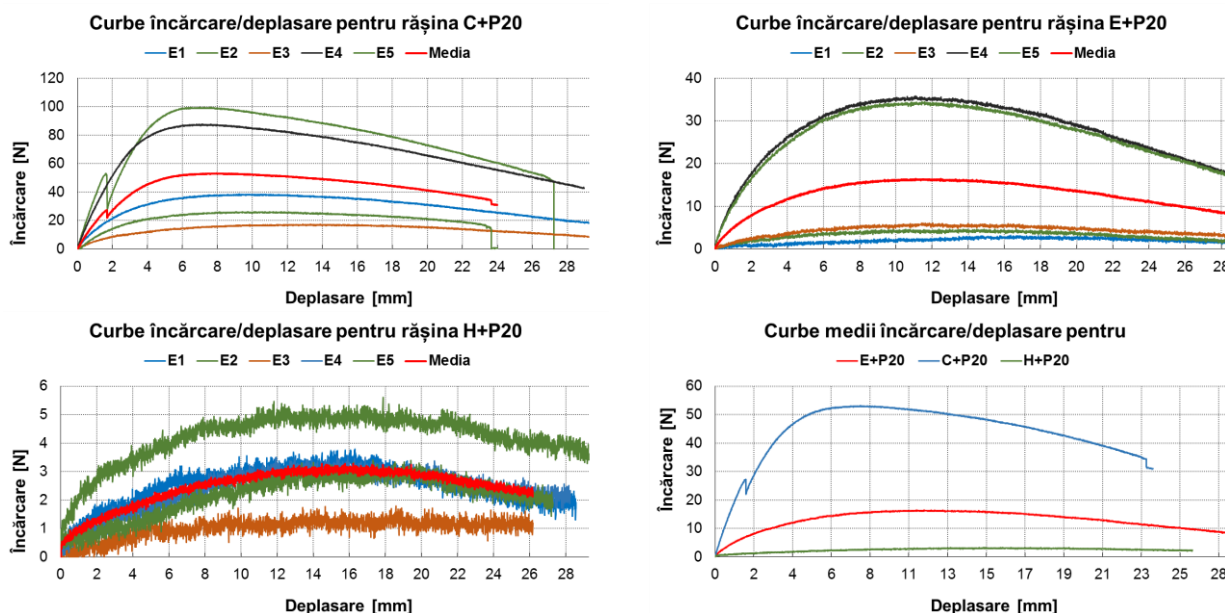 Curbe încărcare/deplasare pentru rășina C+P20
E1 E2 E3 E4 E5 Media
120
100
80
60
40
20
0
0 2 4 6 8 10 12 14 16 18 20 22 24 26 28
Încărcare [N]
Deplasare [mm]
Curbe încărcare/deplasare pentru rășina E+P20
E1 E2 E3 E4 E5 Media
40
30
20
10
0
0 2 4 6 8 10 12 14 16 18 20 22 24 26 28
Încărcare [N]
Deplasare [mm]
Curbe încărcare/deplasare pentru rășina H+P20
E1 E2 E3 E4 E5 Media
6
5
4
3
2
1
0
0 2 4 6 8 10 12 14 16 18 20 22 24 26 28
Încărcare [N]
Deplasare [mm]
Curbe medii încărcare/deplasare pentru
E+P20 C+P20 H+P20
60
50
40
30
20
10
0
0 2 4 6 8 9 11 13 15 17 19 21 23 24 26 28
Încărcare [N]
Deplasare [mm]